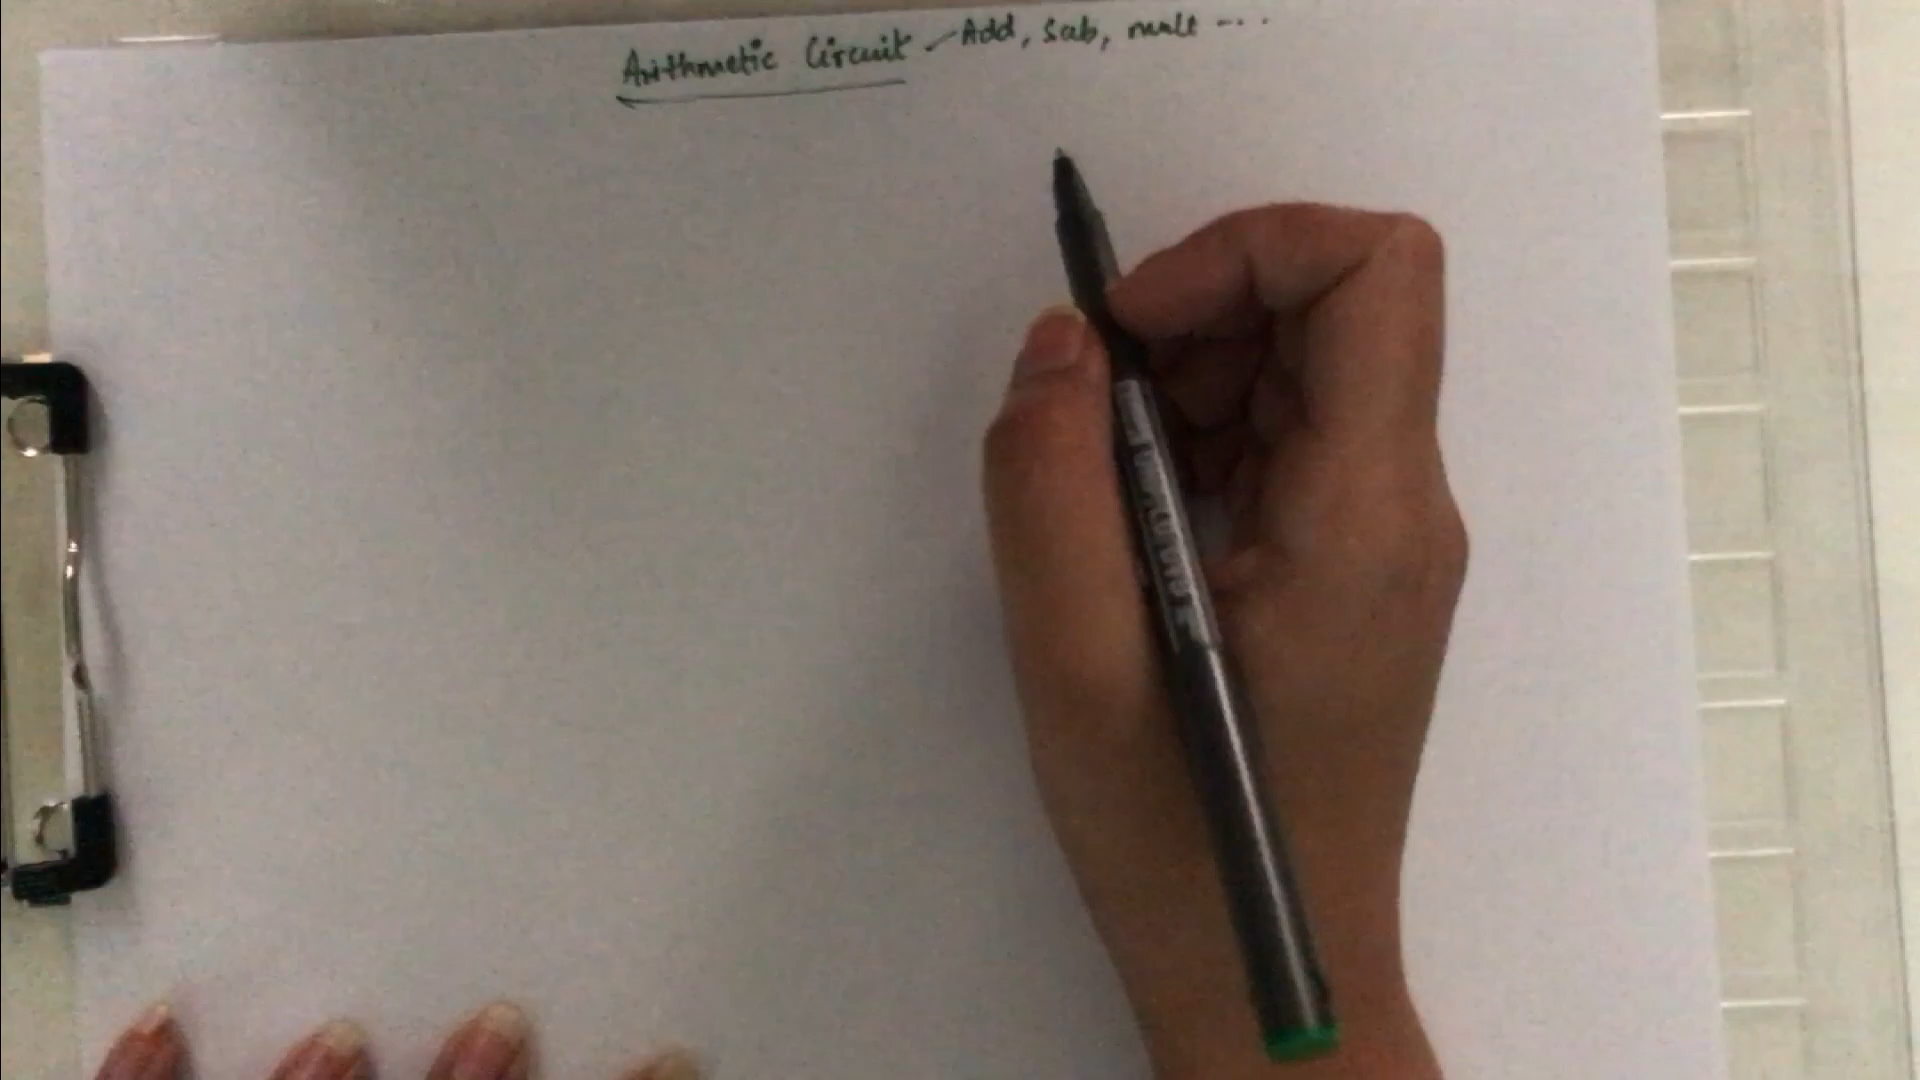 Arithmetic Circuit - Add, sub, mult ....